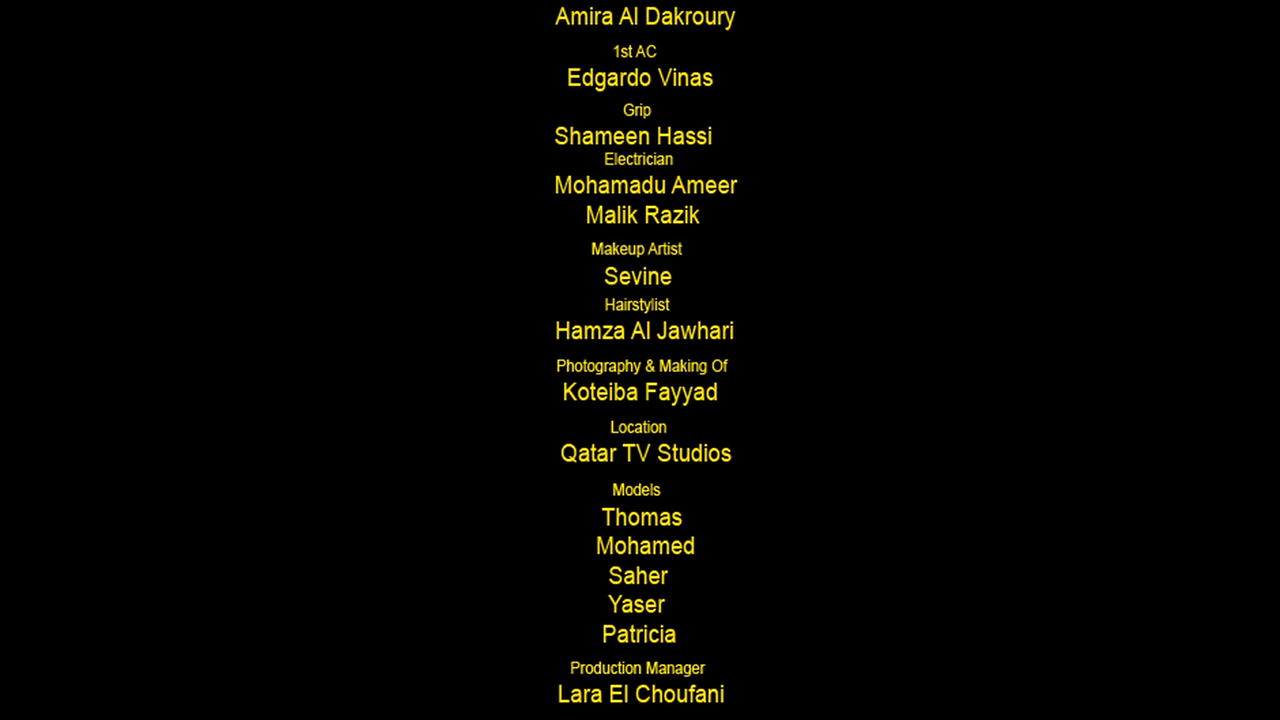 Amira Al Dakroury
1st AC
Edgardo Vinas
Grip
Shameen Hassi
Electrician
Mohamadu Ameer
Malik Razik
Makeup Artist
Sevine
Hairstylist
Hamza Al Jawhari
Photography & Making Of
Koteiba Fayyad
Location
Qatar TV Studios
Models
Thomas
Mohamed
Saher
Yaser
Patricia
Production Manager
Lara El Choufani